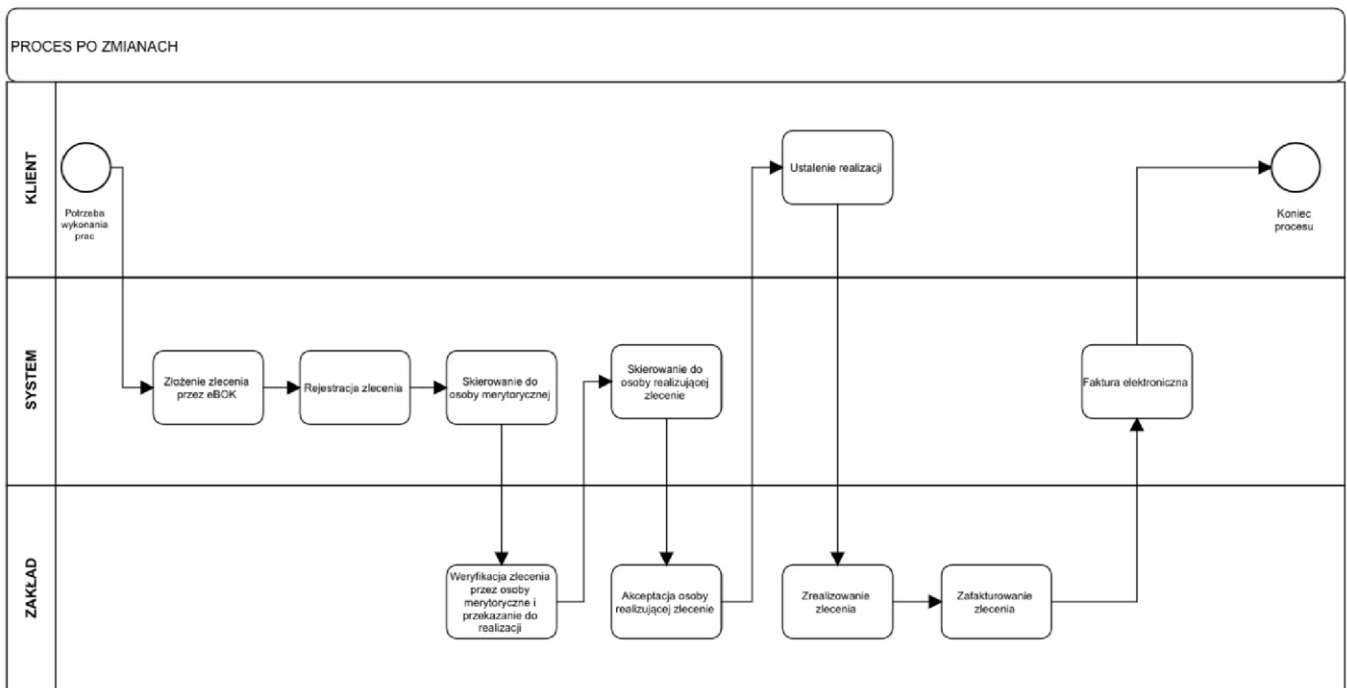 PROCES PO ZMIANACH
KLIENT
Potrzeba
wykonania
prac
Ustalenie realizacji
Koniec
procesu
SYSTEM
Złożenie zlecenia
przez eBOK
Rejestracja zlecenia
Skierowanie do
osoby merytorycznej
Skierowanie do
osoby realizującej
zlecenie
Faktura elektroniczna
ZAKŁAD
Weryfikacja zlecenia
przez osoby
merytoryczne i
przekazanie do
realizacji
Akceptacja osoby
realizującej zlecenie
Zrealizowanie
zlecenia
Zafakturowanie
zlecenia